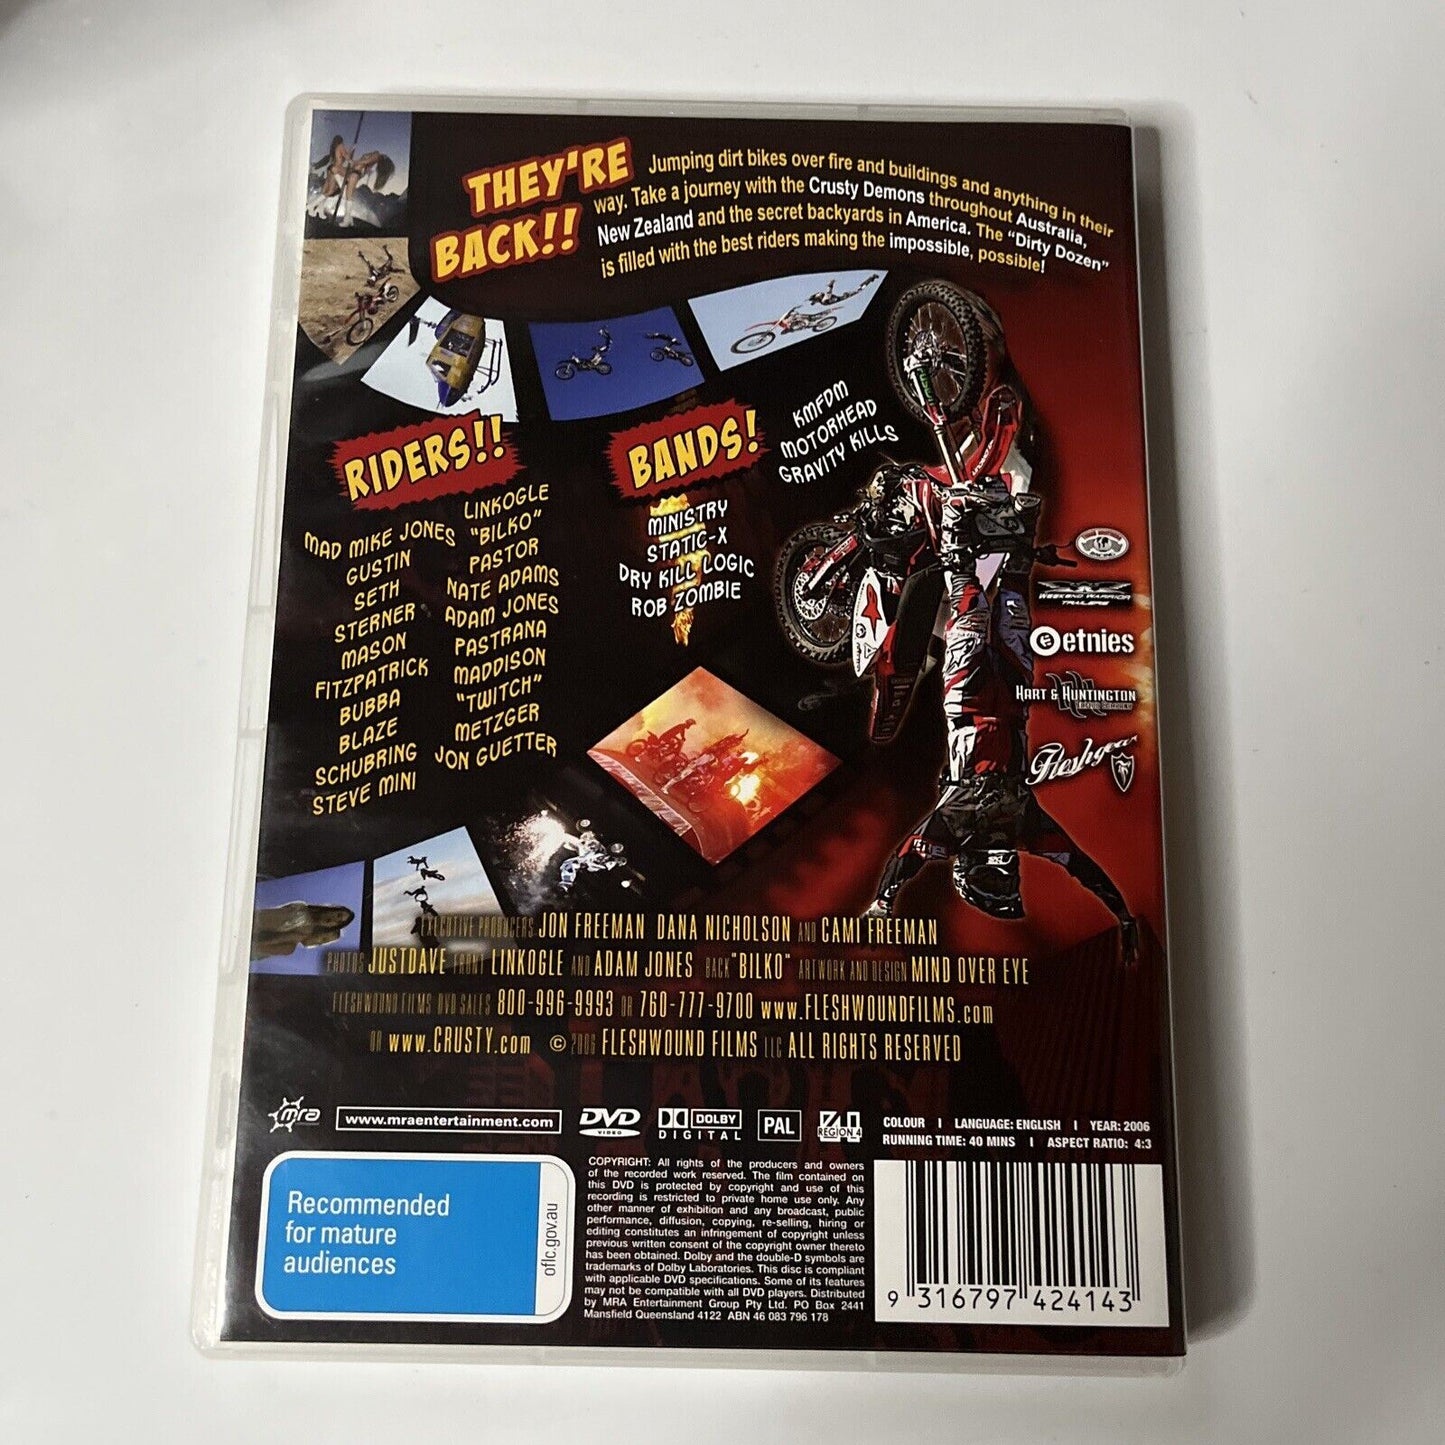 THEY'RE
BACK!!
Jumping dirt bikes over fire and buildings and anything in their
way. Take a journey with the Crusty Demons throughout Australia,
New Zealand and the secret backyards in America. The "Dirty Dozen"
is filled with the best riders making the impossible, possible!
RIDERS!!
MAD MIKE JONES
GUSTIN
SETH
STERNER
MASON
FITZPATRICK
BUBBA
BLAZE
SCHUBRING
STEVE MINI
LINKOGLE
"BILKO"
PASTOR
NATE ADAMS
ADAM JONES
PASTRANA
MADDISON
"TWITCH"
METZGER
JON GUETTER
BANDS!
MINISTRY
STATIC-X
DRY KILL LOGIC
ROB ZOMBIE
KMFDM
MOTORHEAD
GRAVITY KILLS
WEEKEND WARRIOR
TRAILERS
etnies
HART & HUNTINGTON
TATTOO COMPANY
Fleshgear
EXECUTIVE PRODUCERS JON FREEMAN DANA NICHOLSON AND CAMI FREEMAN
PHOTOS JUSTDAVE FRONT LINKOGLE AND ADAM JONES BACK "BILKO" ARTWORK AND DESIGN MIND OVER EYE
FLESHWOUND FILMS DVD SALES 800-996-9993 OR 760-777-9700 www.FLESHWOUNDFILMS.com
OR www.CRUSTY.com © 2006 FLESHWOUND FILMS LLC ALL RIGHTS RESERVED
mra
www.mraentertainment.com
DVD
VIDEO
DOLBY
DIGITAL
PAL
4
REGION 4
COLOUR I LANGUAGE: ENGLISH I YEAR: 2006
RUNNING TIME: 40 MINS I ASPECT RATIO: 4:3
Recommended
for mature
audiences
oflc.gov.au
COPYRIGHT: All rights of the producers and owners
of the recorded work reserved. The film contained on
this DVD is protected by copyright and use of this
recording is restricted to private home use only. Any
other manner of exhibition and any broadcast, public
performance, diffusion, copying, re-selling, hiring or
editing constitutes an infringement of copyright unless
previous written consent of the copyright owner thereto
has been obtained. Dolby and the double-D symbols are
trademarks of Dolby Laboratories. This disc is compliant
with applicable DVD specifications. Some of its features
may not be compatible with all DVD players. Distributed
by MRA Entertainment Group Pty Ltd. PO Box 2441
Mansfield Queensland 4122 ABN 46 083 796 178
9 316797 424143